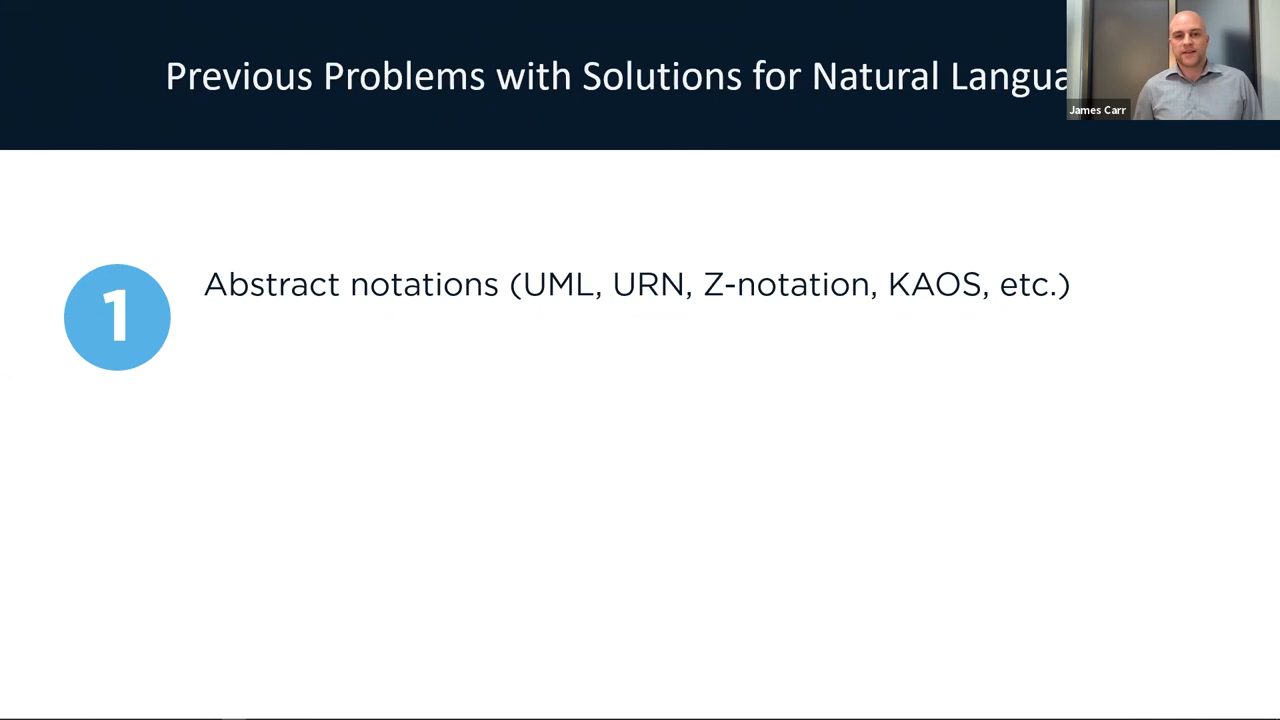 Previous Problems with Solutions for Natural Langua
James Carr
1
Abstract notations (UML, URN, Z-notation, KAOS, etc.)